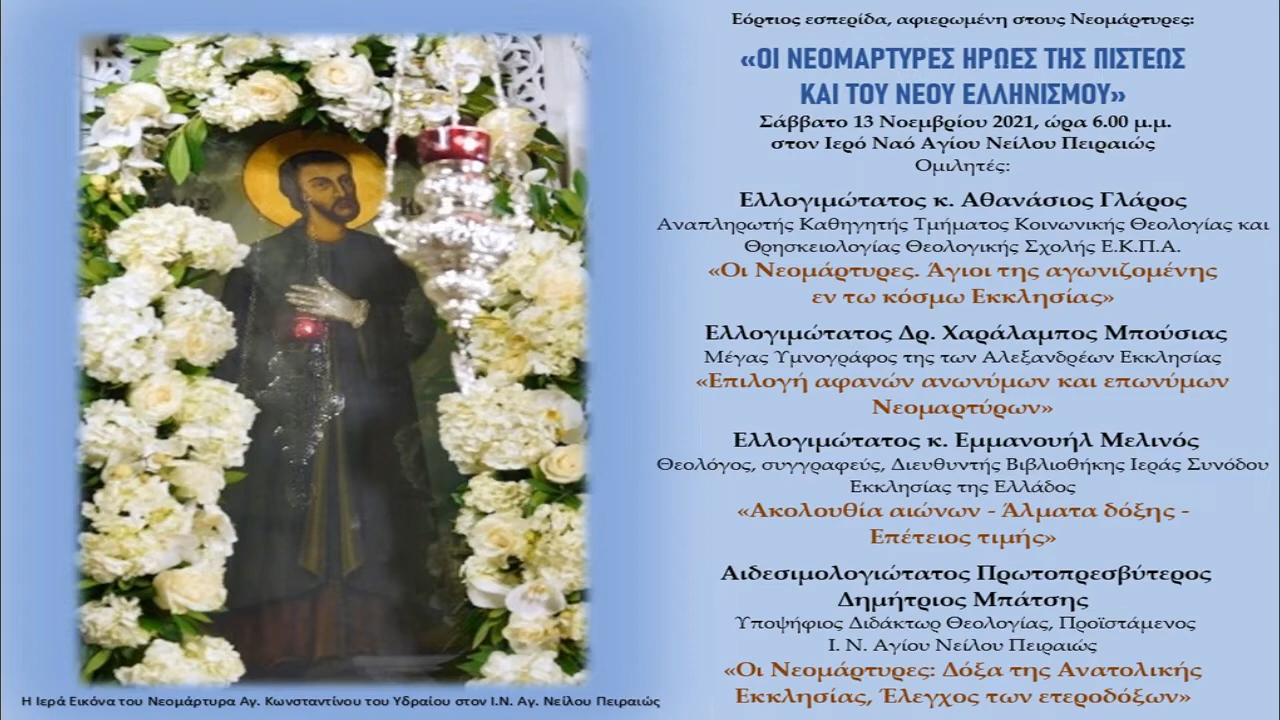 Εόρτιος εσπερίδα, αφιερωμένη στους Νεομάρτυρες:
«ΟΙ ΝΕΟΜΑΡΤΥΡΕΣ ΗΡΩΕΣ ΤΗΣ ΠΙΣΤΕΩΣ
ΚΑΙ ΤΟΥ ΝΕΟΥ ΕΛΛΗΝΙΣΜΟΥ»
Σάββατο 13 Νοεμβρίου 2021, ώρα 6.00 μ.μ.
στον Ιερό Ναό Αγίου Νείλου Πειραιώς
Ομιλητές:
Ελλογιμώτατος κ. Αθανάσιος Γλάρος
Αναπληρωτής Καθηγητής Τμήματος Κοινωνικής Θεολογίας και
Θρησκειολογίας Θεολογικής Σχολής Ε.Κ.Π.Α.
«Οι Νεομάρτυρες. Άγιοι της αγωνιζομένης
εν τω κόσμω Εκκλησίας»
Ελλογιμώτατος Δρ. Χαράλαμπος Μπούσιας
Μέγας Υμνογράφος της των Αλεξανδρέων Εκκλησίας
«Επιλογή αφανών ανωνύμων και επωνύμων
Νεομαρτύρων»
Ελλογιμώτατος κ. Εμμανουήλ Μελινός
Θεολόγος, συγγραφεύς, Διευθυντής Βιβλιοθήκης Ιεράς Συνόδου
Εκκλησίας της Ελλάδος
«Ακολουθία αιώνων - Άλματα δόξης -
Επέτειος τιμής»
Αιδεσιμολογιώτατος Πρωτοπρεσβύτερος
Δημήτριος Μπάτσης
Υποψήφιος Διδάκτωρ Θεολογίας, Προϊστάμενος
Ι. Ν. Αγίου Νείλου Πειραιώς
«Οι Νεομάρτυρες: Δόξα της Ανατολικής
Εκκλησίας, Έλεγχος των ετεροδόξων»
Η Ιερά Εικόνα του Νεομάρτυρα Αγ. Κωνσταντίνου του Υδραίου στον Ι.Ν. Αγ. Νείλου Πειραιώς